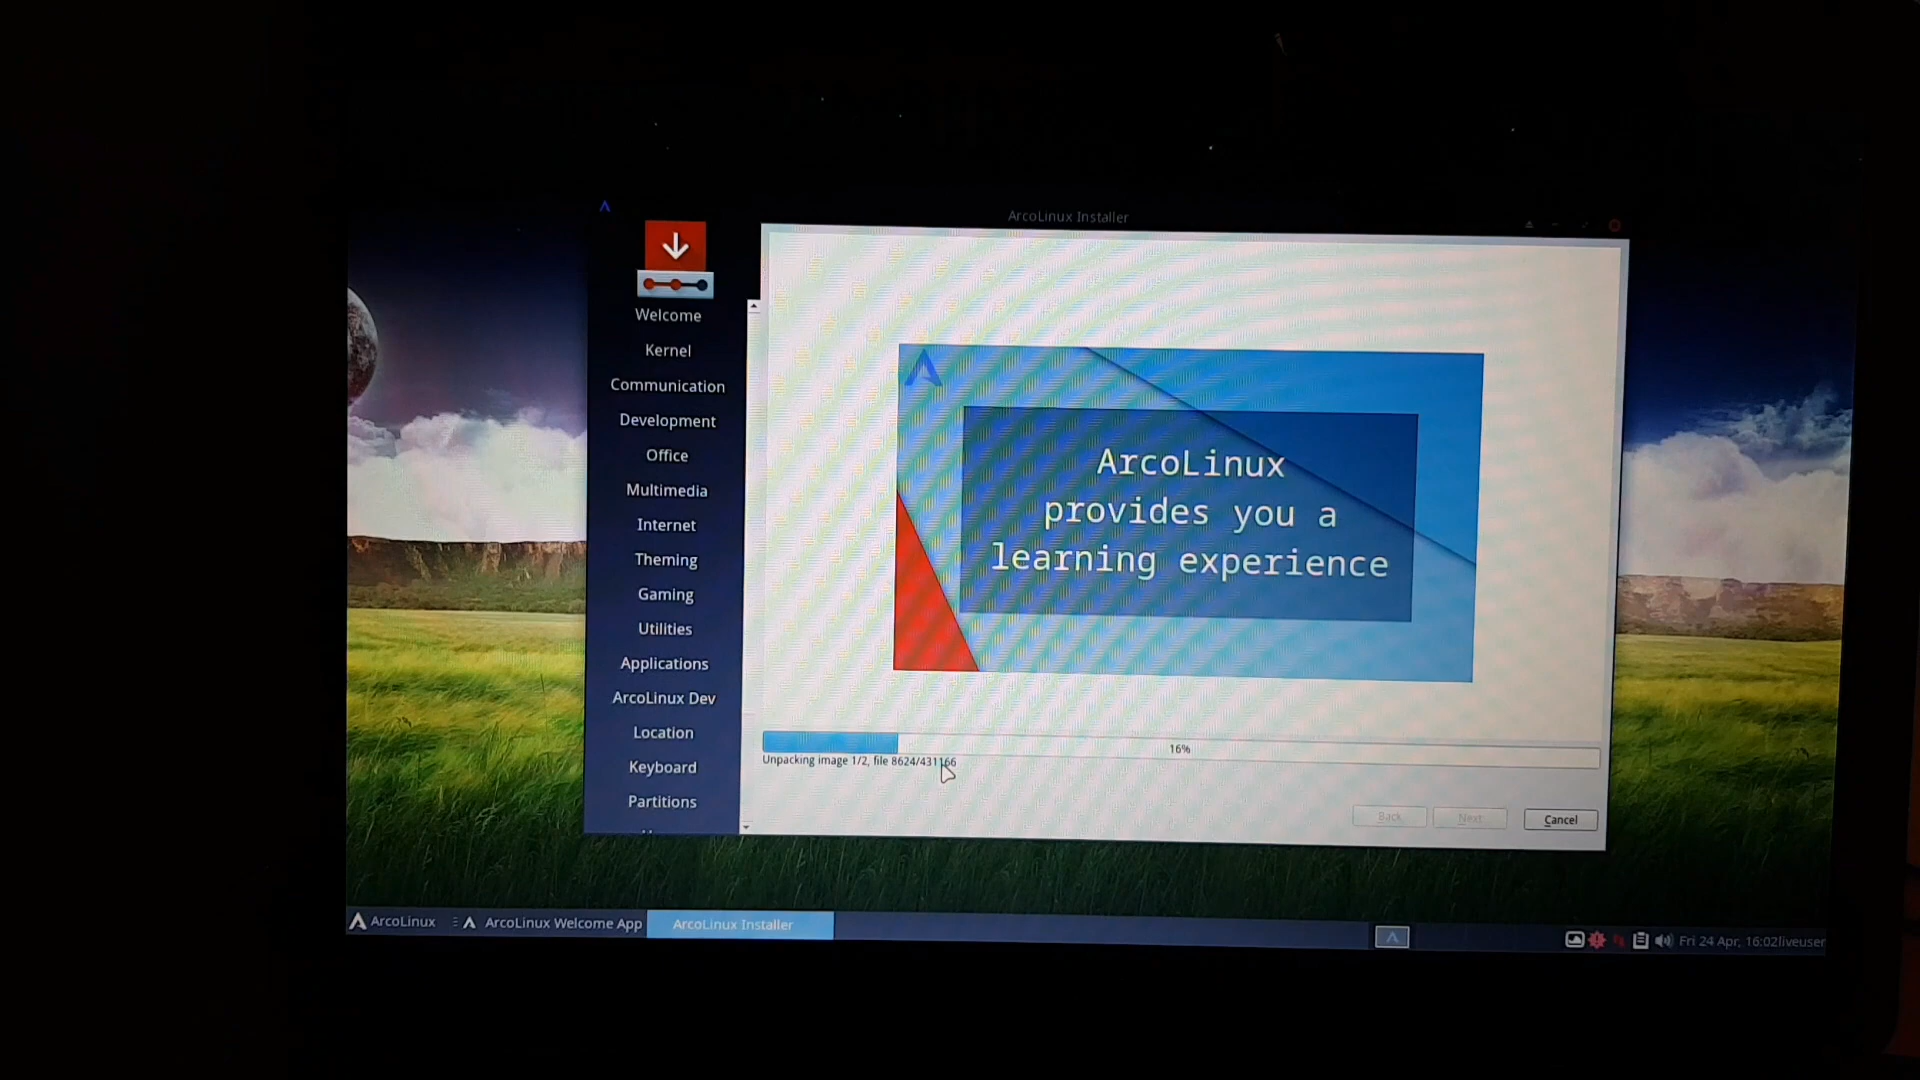 ArcoLinux Installer
Welcome
Kernel
Communication
Development
Office
Multimedia
Internet
Theming
Gaming
Utilities
Applications
ArcoLinux Dev
Location
Keyboard
Partitions
ArcoLinux
provides you a
learning experience
16%
Unpacking image 1/2, file 8624/431166
Back
Next
Cancel
ArcoLinux
ArcoLinux Welcome App
ArcoLinux Installer
Fri 24 Apr, 16:02liveuser